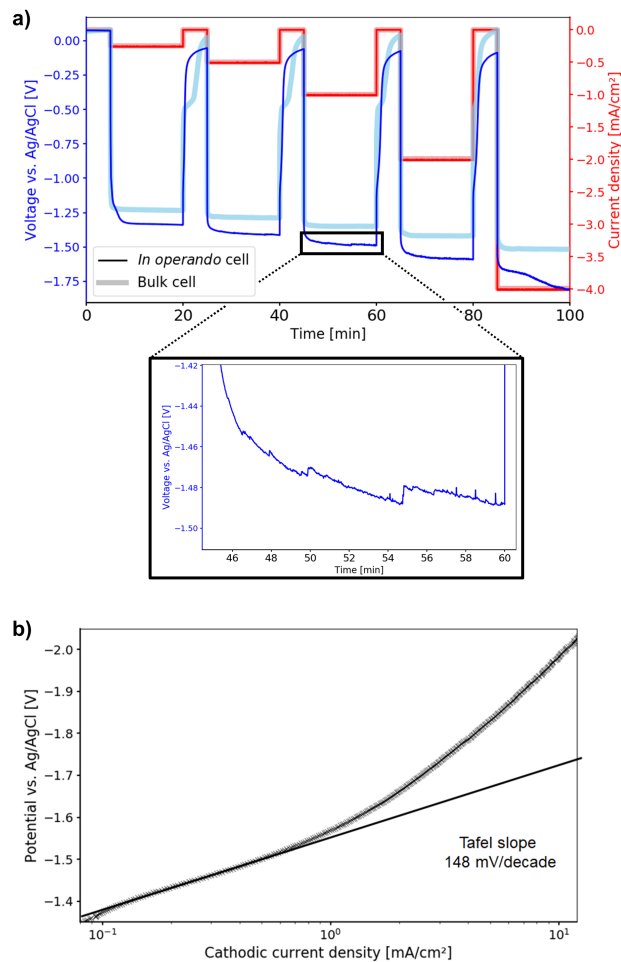 a)
0.00
−0.25
−0.50
−0.75
−1.00
−1.25
−1.50
−1.75
Voltage vs. Ag/AgCl [V]
0.0
−0.5
−1.0
−1.5
−2.0
−2.5
−3.0
−3.5
−4.0
Current density [mA/cm²]
In operando cell
Bulk cell
0 20 40 60 80 100
Time [min]
−1.42
−1.44
−1.46
−1.48
−1.50
Voltage vs. Ag/AgCl [V]
46 48 50 52 54 56 58 60
Time [min]
b)
−2.0
−1.9
−1.8
−1.7
−1.6
−1.5
−1.4
Potential vs. Ag/AgCl [V]
Tafel slope
148 mV/decade
10⁻¹ 10⁰ 10¹
Cathodic current density [mA/cm²]